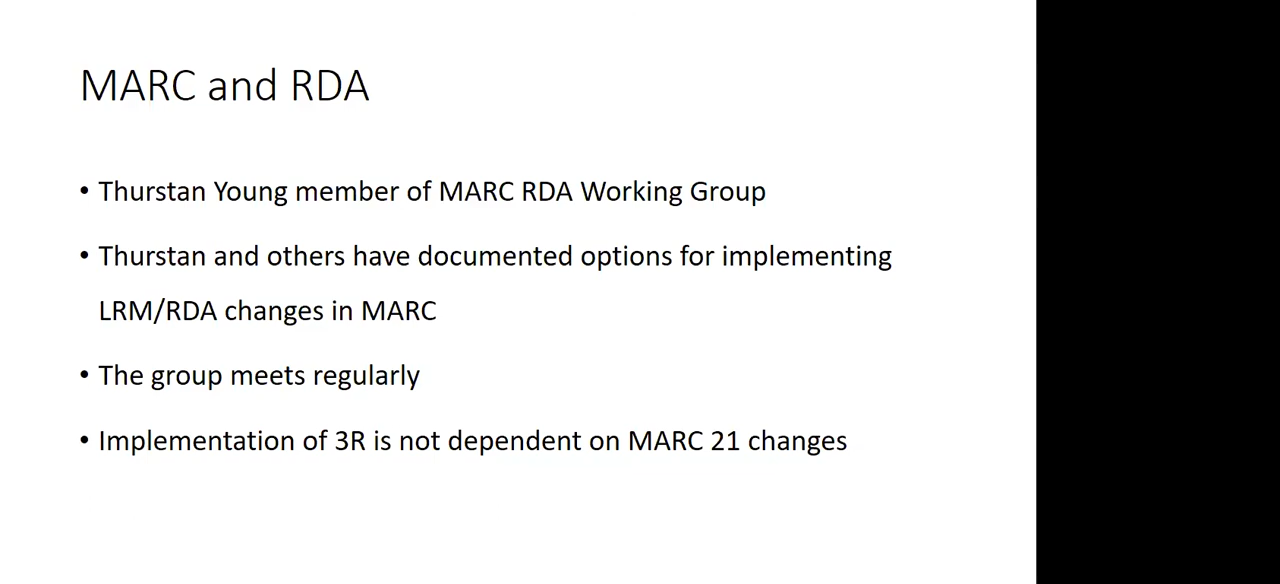 MARC and RDA
• Thurstan Young member of MARC RDA Working Group
• Thurstan and others have documented options for implementing
LRM/RDA changes in MARC
• The group meets regularly
• Implementation of 3R is not dependent on MARC 21 changes